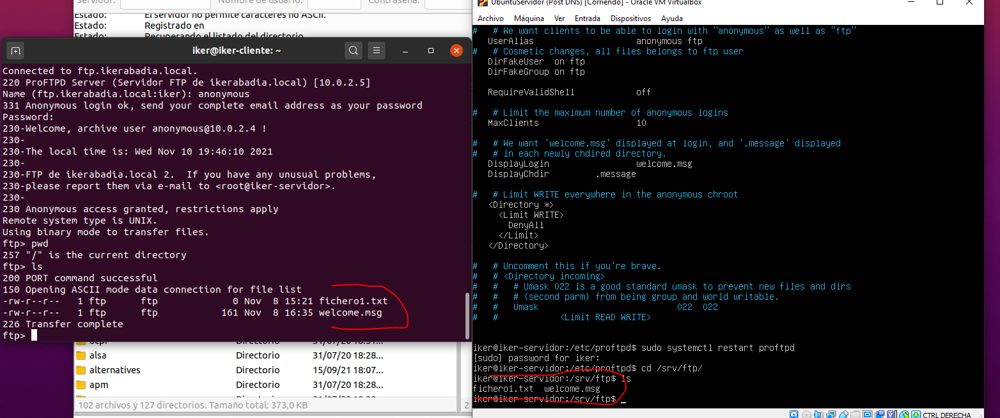 Servidor:
Nombre de usuario:
Contraseña:
Estado: El servidor no permite caracteres no ASCII.
Estado: Registrado en
Estado: Recuperando el listado del directorio
iker@iker-cliente: ~
Connected to ftp.ikerabadia.local.
220 ProFTPD Server (Servidor FTP de ikerabadia.local) [10.0.2.5]
Name (ftp.ikerabadia.local:iker): anonymous
331 Anonymous login ok, send your complete email address as your password
Password:
230-Welcome, archive user anonymous@10.0.2.4 !
230-
230-The local time is: Wed Nov 10 19:46:10 2021
230-
230-FTP de ikerabadia.local 2.  If you have any unusual problems,
230-please report them via e-mail to <root@iker-servidor>.
230-
230 Anonymous access granted, restrictions apply
Remote system type is UNIX.
Using binary mode to transfer files.
ftp> pwd
257 "/" is the current directory
ftp> ls
200 PORT command successful
150 Opening ASCII mode data connection for file list
-rw-r--r--   1 ftp      ftp             0 Nov  8 15:21 fichero1.txt
-rw-r--r--   1 ftp      ftp           161 Nov  8 16:35 welcome.msg
226 Transfer complete
ftp>
acpi Directorio 31/07/20 18:31...
alsa Directorio 31/07/20 18:28...
alternatives Directorio 15/09/21 18:07...
apm Directorio 31/07/20 18:28...
102 archivos y 127 directorios. Tamaño total: 373,0 KB
2
UbuntuServidor (Post DNS) [Corriendo] - Oracle VM VirtualBox
Archivo Máquina Ver Entrada Dispositivos Ayuda
#   # We want clients to be able to login with "anonymous" as well as "ftp"
UserAlias anonymous ftp
#   # Cosmetic changes, all files belongs to ftp user
DirFakeUser  on ftp
DirFakeGroup on ftp
RequireValidShell off
#   # Limit the maximum number of anonymous logins
MaxClients 10
#   # We want 'welcome.msg' displayed at login, and '.message' displayed
#   # in each newly chdired directory.
DisplayLogin welcome.msg
DisplayChdir .message
#   # Limit WRITE everywhere in the anonymous chroot
<Directory *>
<Limit WRITE>
DenyAll
</Limit>
</Directory>
#   # Uncomment this if you're brave.
#   # <Directory incoming>
#   #   # Umask 022 is a good standard umask to prevent new files and dirs
#   #   # (second parm) from being group and world writable.
#   #   Umask 022  022
#   # <Limit READ WRITE>
iker@iker-servidor:/etc/proftpd$ sudo systemctl restart proftpd
[sudo] password for iker:
iker@iker-servidor:/etc/proftpd$ cd /srv/ftp/
iker@iker-servidor:/srv/ftp$ ls
fichero1.txt  welcome.msg
iker@iker-servidor:/srv/ftp$ _
CTRL DERECHA